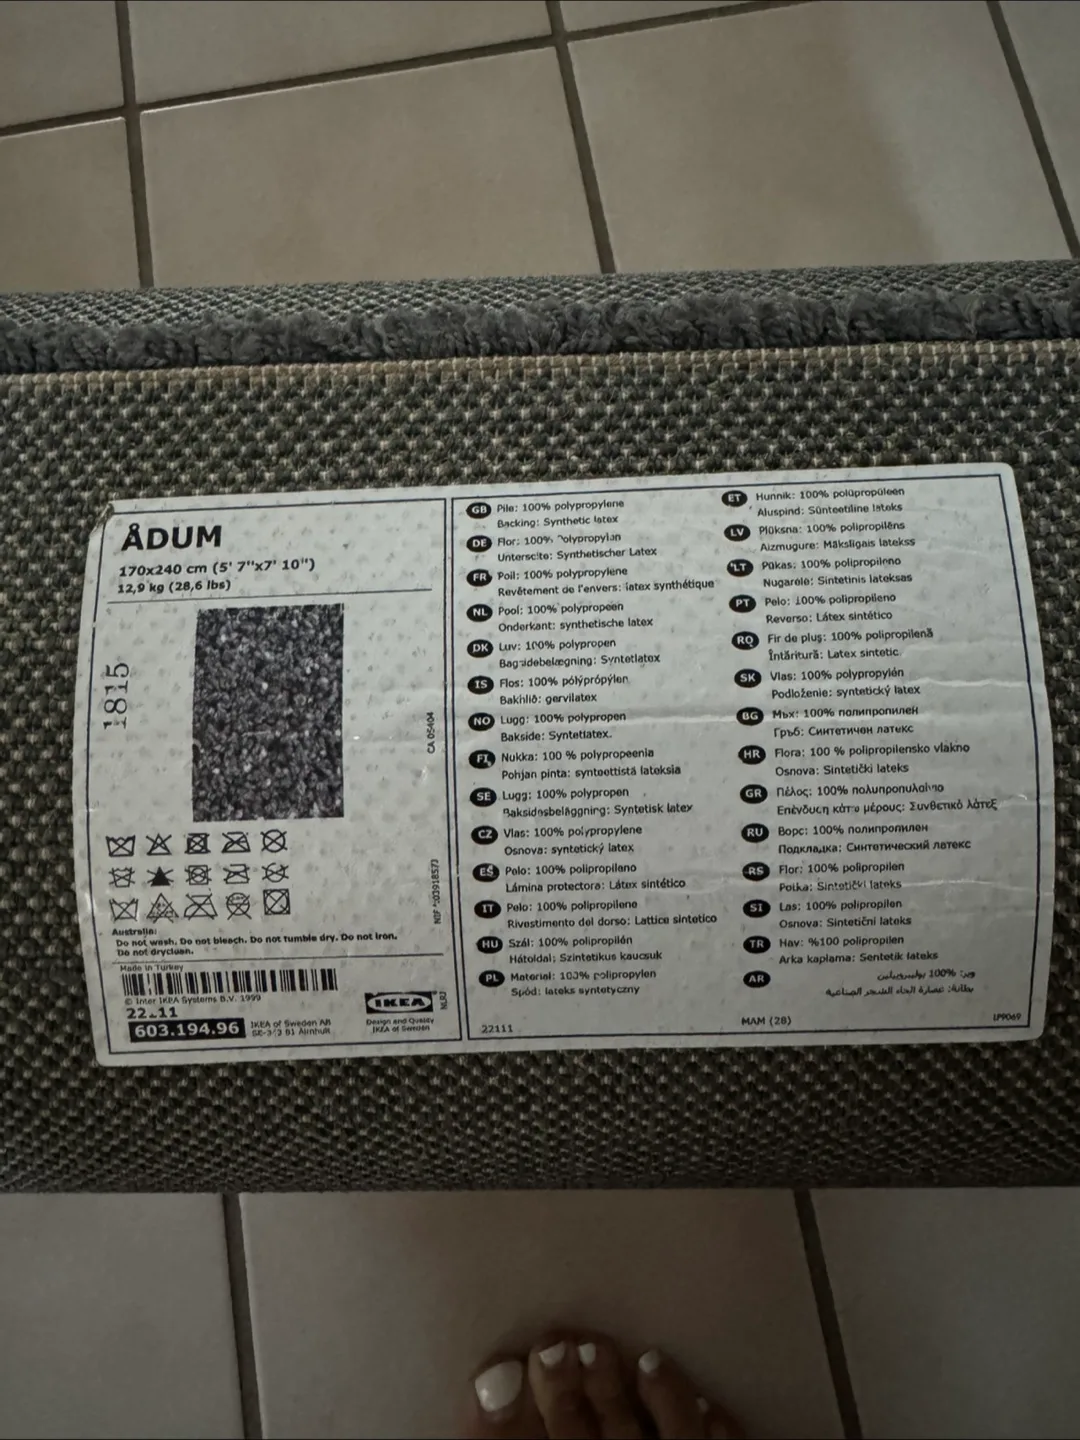 ÅDUM
170x240 cm (5' 7"x7' 10")
12,9 kg (28,6 lbs)
1815
CA 05404
Australia:
Do not wash. Do not bleach. Do not tumble dry. Do not iron.
Do not dryclean.
Made in Turkey
© Inter IKEA Systems B.V. 1999
603.194.96
IKEA of Sweden AB
IKEA
Design and Quality
IKEA of Sweden
GB Pile: 100% polypropylene
Backing: Synthetic latex
DE Flor: 100% Polypropylen
Unterseite: Synthetischer Latex
FR Poil: 100% polypropylene
Revêtement de l'envers: latex synthétique
NL Pool: 100% polypropeen
Onderkant: synthetische latex
DK Luv: 100% polypropen
Bagsidebelægning: Syntetlatex
IS Flos: 100% pólýprópýlen
Bakhlið: gervilatex
NO Lugg: 100% polypropen
Bakside: Syntetlatex.
FI Nukka: 100 % polypropeenia
Pohjan pinta: synteettistä lateksia
SE Lugg: 100% polypropen
Baksidesbeläggning: Syntetisk latex
CZ Vlas: 100% polypropylene
Osnova: syntetický latex
ES Pelo: 100% polipropileno
Lámina protectora: Látex sintético
IT Pelo: 100% polipropilene
Rivestimento del dorso: Lattice sintetico
HU Szál: 100% polipropilén
Hátoldal: Szintetikus kaucsuk
PL Materiał: 100% polipropylen
Spód: lateks syntetyczny
22111
ET Hunnik: 100% polüpropüleen
Aluspind: Sünteetiline lateks
LV Plūksna: 100% polipropilēns
Aizmugure: Mākslīgais latekss
LT Pūkas: 100% polipropileno
Nugarėlė: Sintetinis lateksas
PT Pelo: 100% polipropileno
Reverso: Látex sintético
RO Fir de pluş: 100% polipropilenă
Întăritură: Latex sintetic
SK Vlas: 100% polypropylén
Podloženie: syntetický latex
BG Мъх: 100% полипропилен
Гръб: Синтетичен латекс
HR Flora: 100 % polipropilensko vlakno
Osnova: Sintetički lateks
GR Πέλος: 100% πολυπροπυλαίνιο
Επένδυση κάτω μέρους: Συνθετικό λάτεξ
RU Ворс: 100% полипропилен
Подкладка: Синтетический латекс
RS Flor: 100% polipropilen
Poleđina: Sintetički lateks
SI Las: 100% polipropilen
Osnova: Sintetični lateks
TR Hav: %100 polipropilen
Arka kaplama: Sentetik lateks
AR وبر: 100% بوليبروبيلين
بطانة: عصارة لحاء الشجر الصناعية
MAM (28)
LP9069